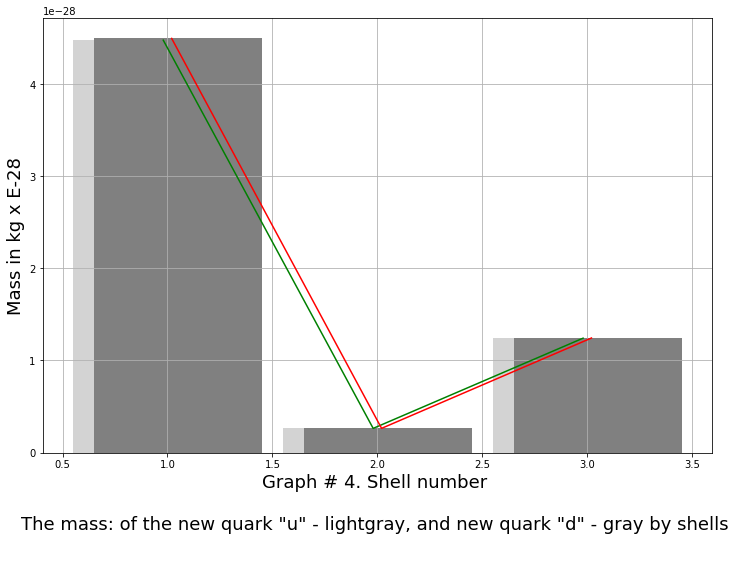 1e−28
4
3
2
1
0
Mass in kg x E-28
0.5 1.0 1.5 2.0 2.5 3.0 3.5
Graph # 4. Shell number
The mass: of the new quark "u" - lightgray, and new quark "d" - gray by shells